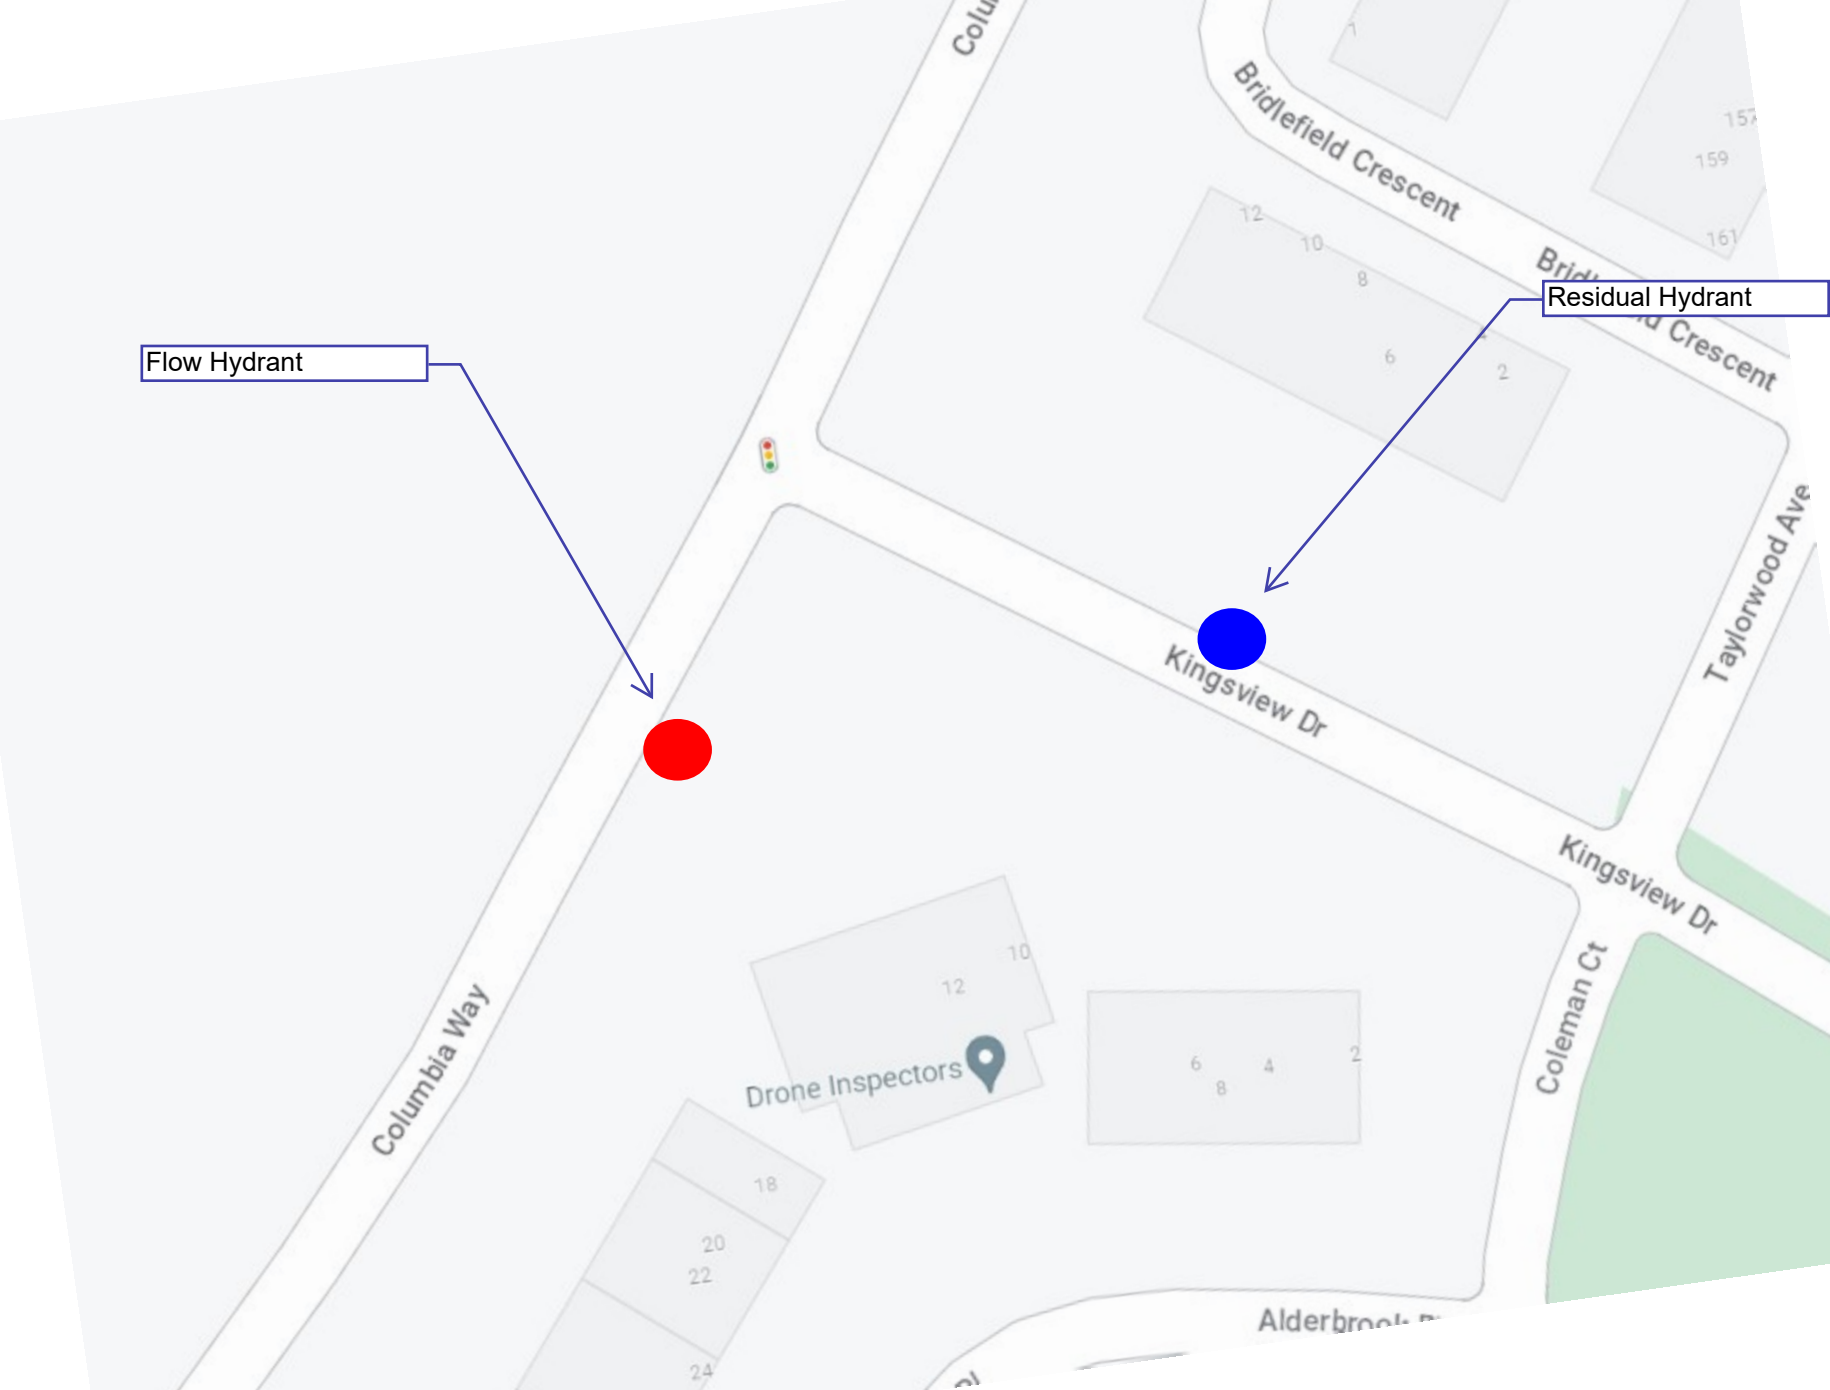 Colu
1
Bridlefield Crescent
157
159
161
12
10
8
6
2
Residual Hydrant
Crescent
Flow Hydrant
Taylorwood Ave
Kingsview Dr
Kingsview Dr
Coleman Ct
10
12
Drone Inspectors
6
8
4
2
Columbia Way
18
20
22
24
Alderbrook
Pl